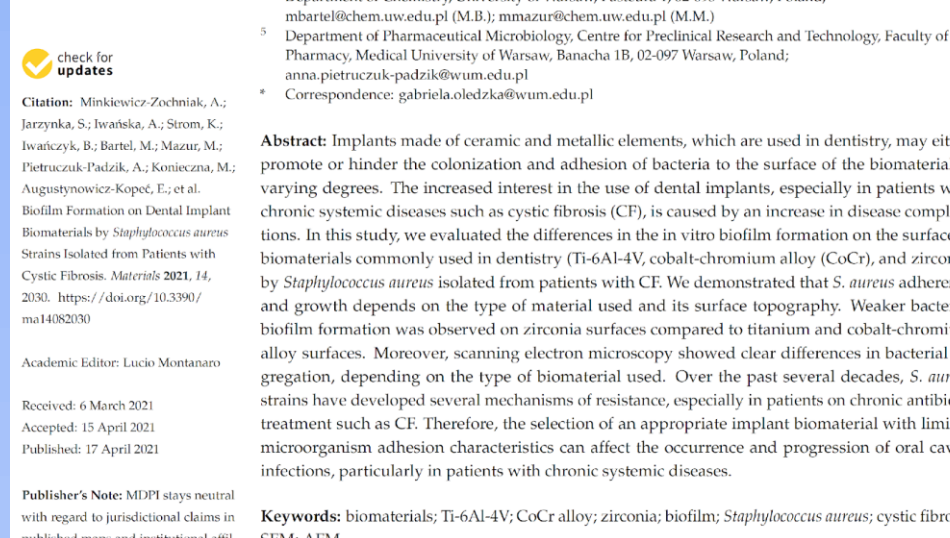 mbartel@chem.uw.edu.pl (M.B.); mmazur@chem.uw.edu.pl (M.M.)
5 Department of Pharmaceutical Microbiology, Centre for Preclinical Research and Technology, Faculty of
Pharmacy, Medical University of Warsaw, Banacha 1B, 02-097 Warsaw, Poland;
anna.pietruczuk-padzik@wum.edu.pl
* Correspondence: gabriela.oledzka@wum.edu.pl
check for
updates
Citation: Minkiewicz-Zochniak, A.;
Jarzynka, S.; Iwańska, A.; Strom, K.;
Iwańczyk, B.; Bartel, M.; Mazur, M.;
Pietruczuk-Padzik, A.; Konieczna, M.;
Augustynowicz-Kopeć, E.; et al.
Biofilm Formation on Dental Implant
Biomaterials by Staphylococcus aureus
Strains Isolated from Patients with
Cystic Fibrosis. Materials 2021, 14,
2030. https://doi.org/10.3390/
ma14082030
Academic Editor: Lucio Montanaro
Received: 6 March 2021
Accepted: 15 April 2021
Published: 17 April 2021
Publisher's Note: MDPI stays neutral
with regard to jurisdictional claims in
Abstract: Implants made of ceramic and metallic elements, which are used in dentistry, may eit
promote or hinder the colonization and adhesion of bacteria to the surface of the biomateria
varying degrees. The increased interest in the use of dental implants, especially in patients w
chronic systemic diseases such as cystic fibrosis (CF), is caused by an increase in disease compl
tions. In this study, we evaluated the differences in the in vitro biofilm formation on the surface
biomaterials commonly used in dentistry (Ti-6Al-4V, cobalt-chromium alloy (CoCr), and zircon
by Staphylococcus aureus isolated from patients with CF. We demonstrated that S. aureus adhere
and growth depends on the type of material used and its surface topography. Weaker bacte
biofilm formation was observed on zirconia surfaces compared to titanium and cobalt-chromi
alloy surfaces. Moreover, scanning electron microscopy showed clear differences in bacterial
gregation, depending on the type of biomaterial used. Over the past several decades, S. aur
strains have developed several mechanisms of resistance, especially in patients on chronic antibio
treatment such as CF. Therefore, the selection of an appropriate implant biomaterial with limi
microorganism adhesion characteristics can affect the occurrence and progression of oral cav
infections, particularly in patients with chronic systemic diseases.
Keywords: biomaterials; Ti-6Al-4V; CoCr alloy; zirconia; biofilm; Staphylococcus aureus; cystic fibro